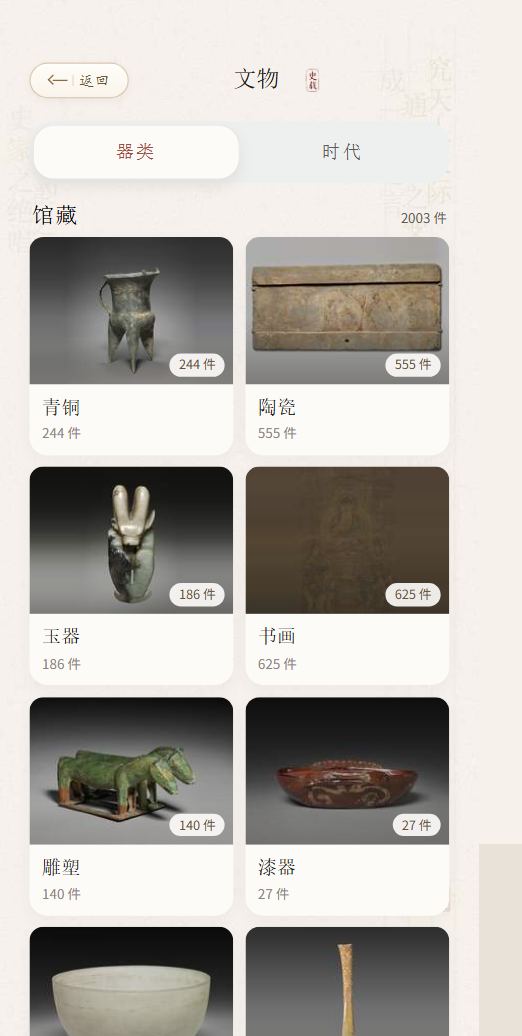 返回
文物
史载
器类
时代
馆藏
2003 件
244 件
555 件
青铜
陶瓷
244 件
555 件
186 件
625 件
玉器
书画
186 件
625 件
140 件
27 件
雕塑
漆器
140 件
27 件